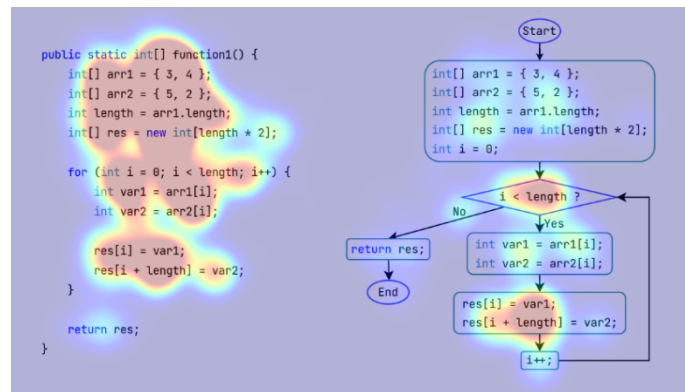 public static int[] function1() {
int[] arr1 = { 3, 4 };
int[] arr2 = { 5, 2 };
int length = arr1.length;
int[] res = new int[length * 2];
for (int i = 0; i < length; i++) {
int var1 = arr1[i];
int var2 = arr2[i];
res[i] = var1;
res[i + length] = var2;
}
return res;
}
Start
int[] arr1 = { 3, 4 };
int[] arr2 = { 5, 2 };
int length = arr1.length;
int[] res = new int[length * 2];
int i = 0;
i < length ?
No
Yes
return res;
int var1 = arr1[i];
int var2 = arr2[i];
End
res[i] = var1;
res[i + length] = var2;
i++;